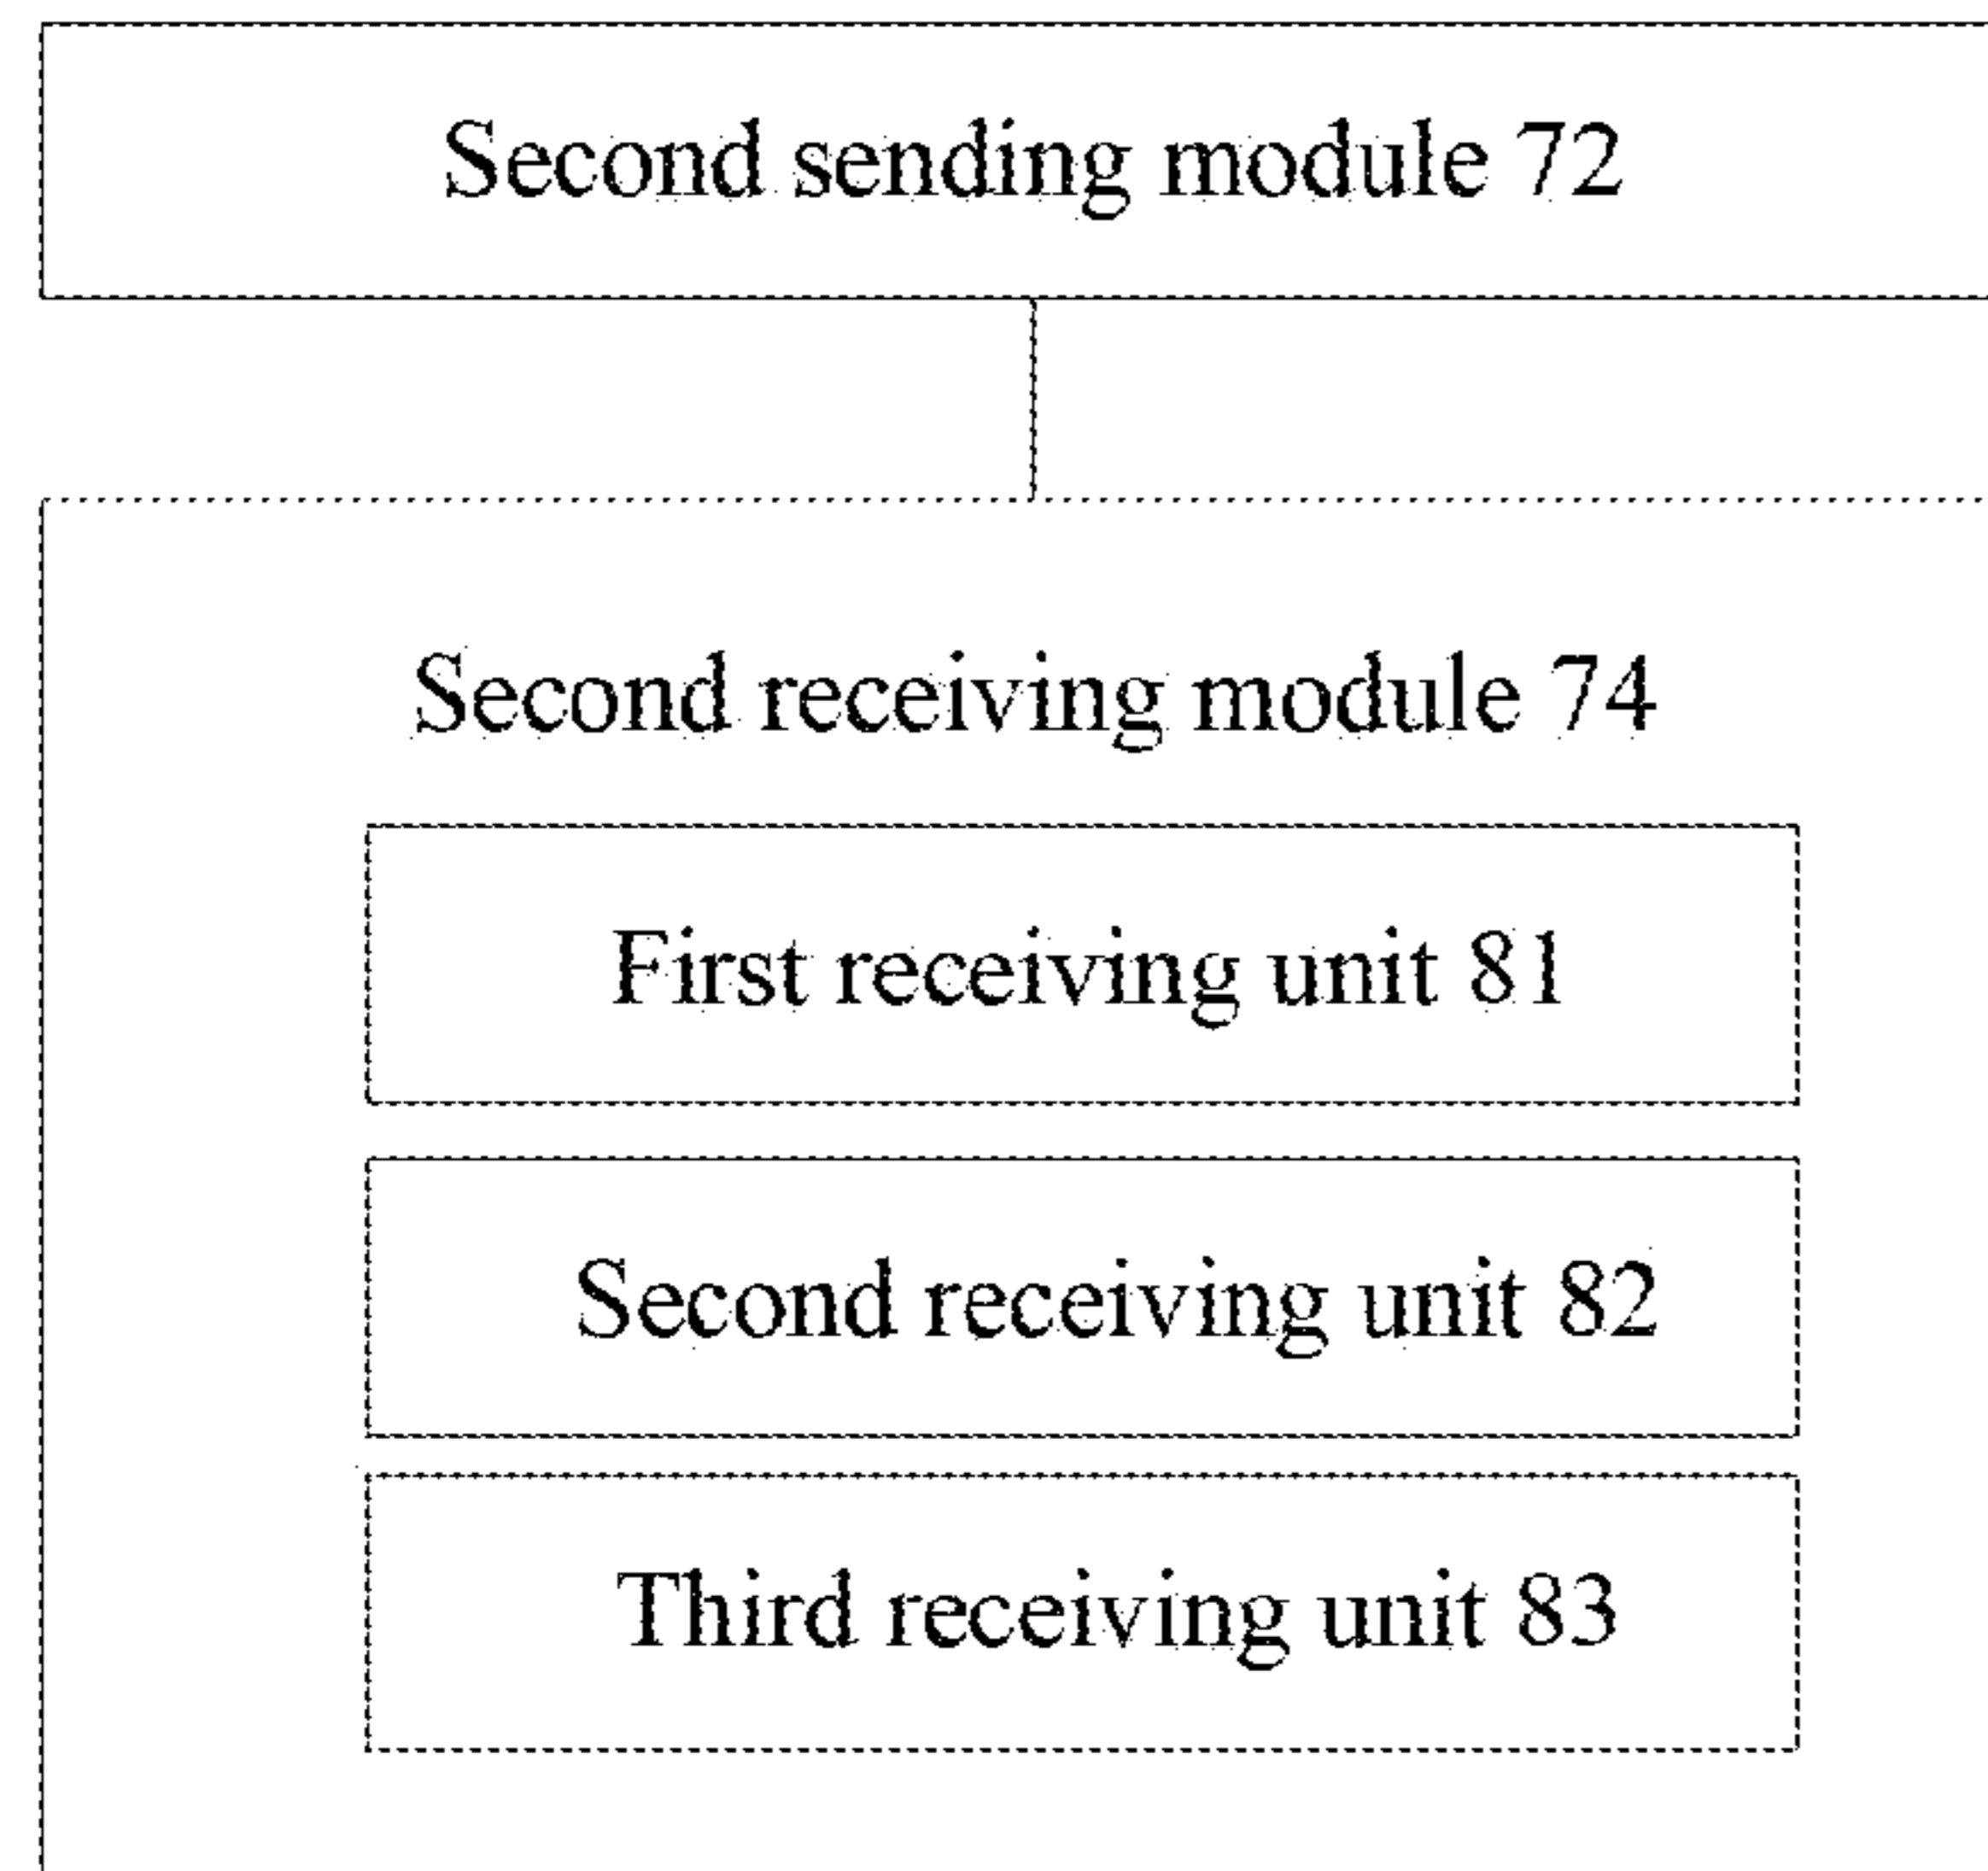 Second sending module 72
Second receiving module 74
First receiving unit 81
Second receiving unit 82
Third receiving unit 83